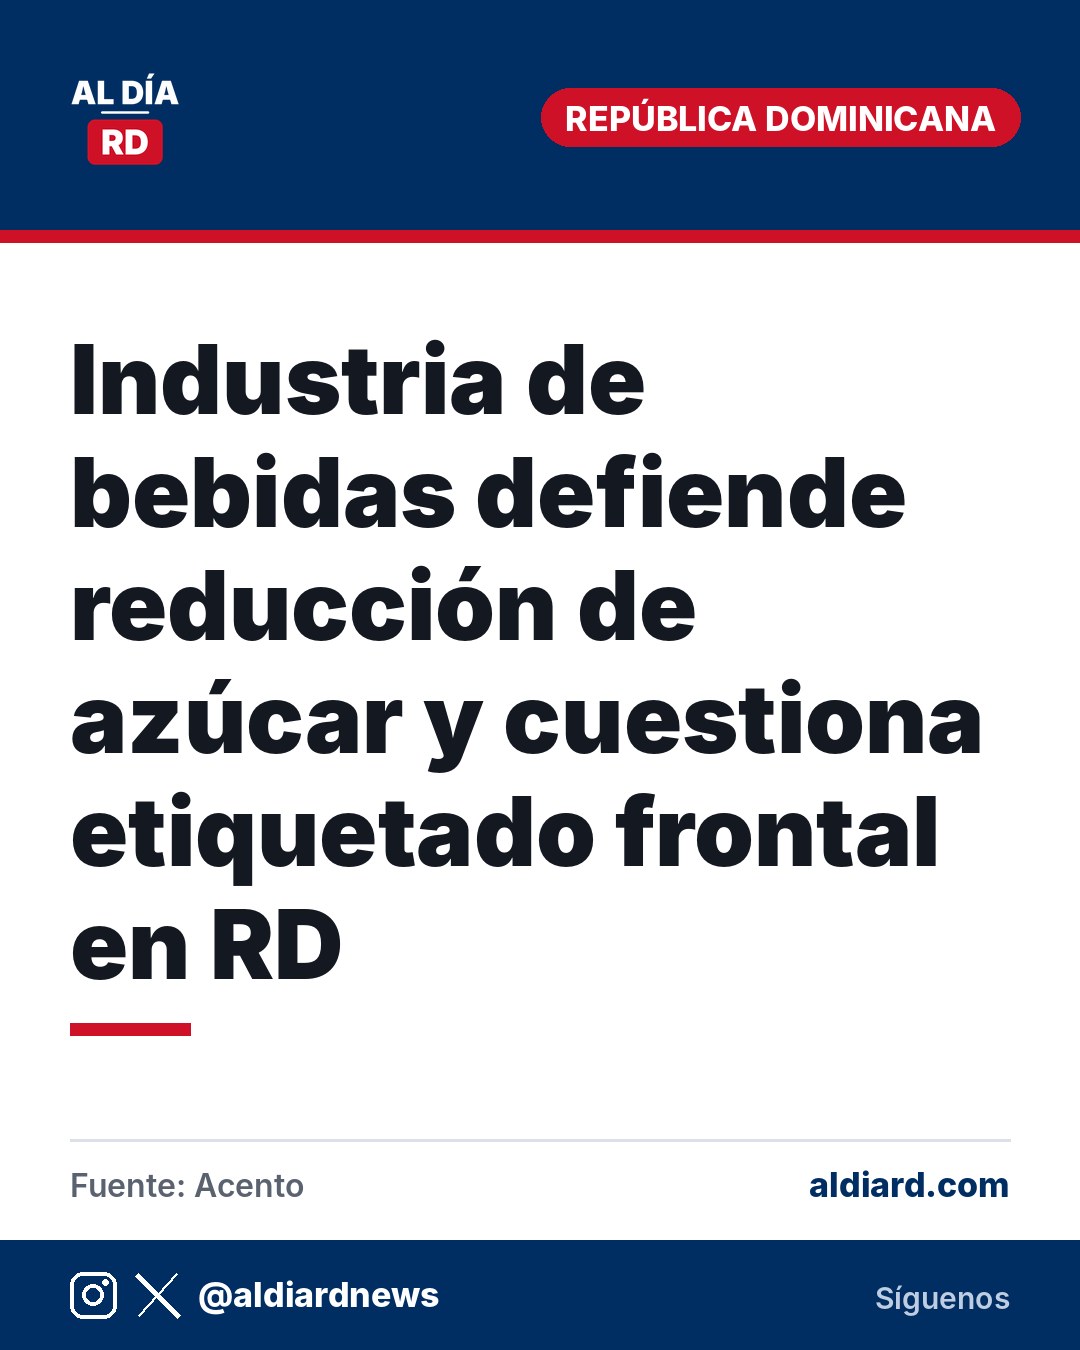 AL DÍA
RD
REPÚBLICA DOMINICANA
Industria de
bebidas defiende
reducción de
azúcar y cuestiona
etiquetado frontal
en RD
Fuente: Acento
aldiard.com
@aldiardnews
Síguenos